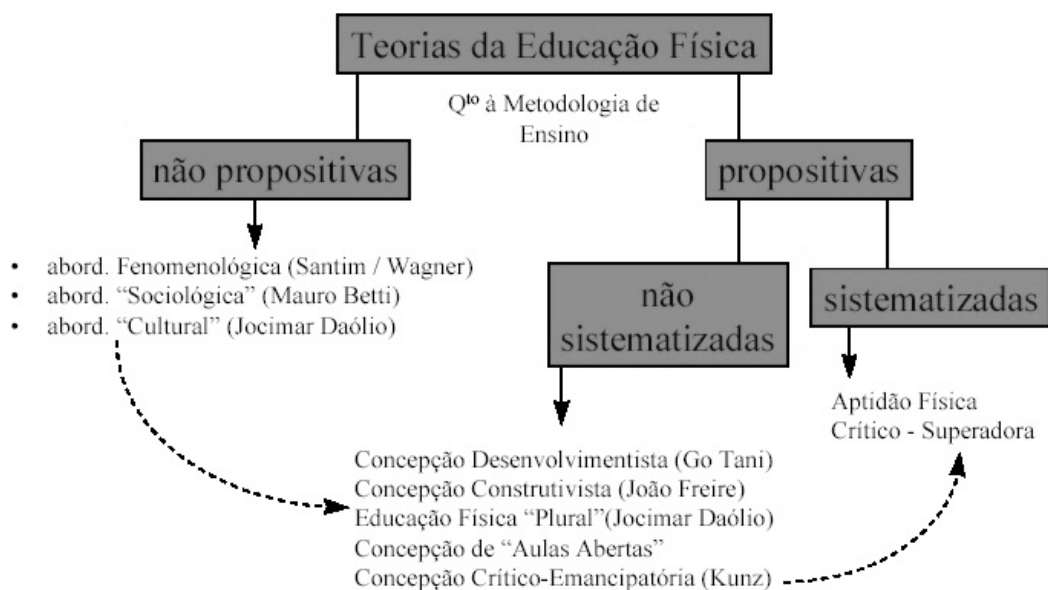 Teorias da Educação Física
Qto à Metodologia de
Ensino
não propositivas
propositivas
• abord. Fenomenológica (Santim / Wagner)
• abord. “Sociológica” (Mauro Betti)
• abord. “Cultural” (Jocimar Daólio)
não
sistematizadas
sistematizadas
Aptidão Física
Crítico - Superadora
Concepção Desenvolvimentista (Go Tani)
Concepção Construtivista (João Freire)
Educação Física “Plural”(Jocimar Daólio)
Concepção de “Aulas Abertas”
Concepção Crítico-Emancipatória (Kunz)